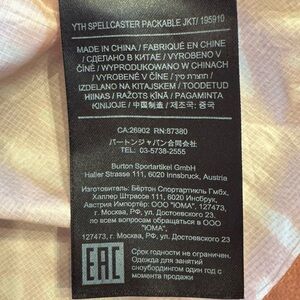 YTH SPELLCASTER PACKABLE JKT/ 195910
MADE IN CHINA / FABRIQUÉ EN CHINE
/ СДЕЛАНО В КИТАЕ / VYROBENO V
ČÍNĚ / WYPRODUKOWANO W CHINACH
/ VYROBENÉ V ČÍNE / תוצרת סין /
IZDELANO NA KITAJSKEM / TOODETUD
HIINAS / RAŽOTS ĶĪNĀ / PAGAMINTA
KINIJOJE / 中国制造 / 제조국: 중국
CA:26902 RN:87380
バートンジャパン合同会社
TEL: 03-5738-2555
Burton Sportartikel GmbH
Haller Strasse 111, 6020 Innsbruck, Austria
Изготовитель: Бёртон Спортартикль Гмбх,
Халлер Штрассе 111, 6020 Инсбрук,
Австрия Импортёр: ООО "ЮМА", 127473,
г. Москва, РФ, ул. Достоевского 23.
по всем вопросам обращаться в ООО
"ЮМА".
127473, г. Москва, РФ, ул. Достоевского
23
EAC
Срок годности не ограничен.
Одежда для занятий
сноубордингом один год с
момента продажи